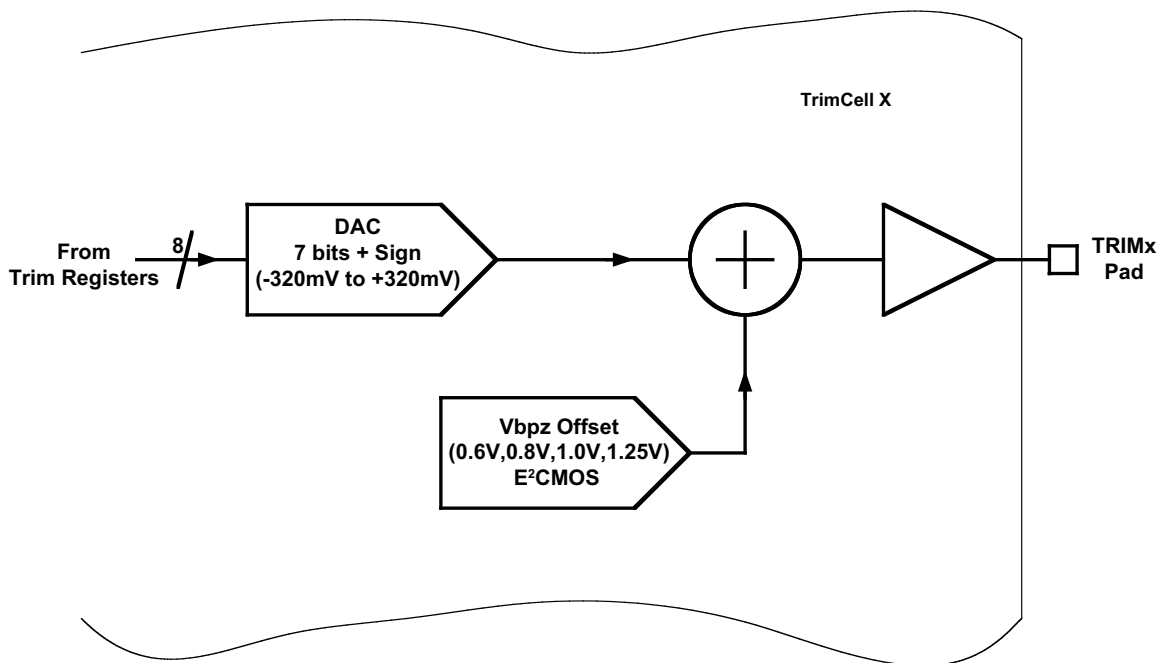 TrimCell X
8
DAC
7 bits + Sign
(-320mV to +320mV)
From
Trim Registers
TRIMx
Pad
Vbpz Offset
(0.6V,0.8V,1.0V,1.25V)
E²CMOS